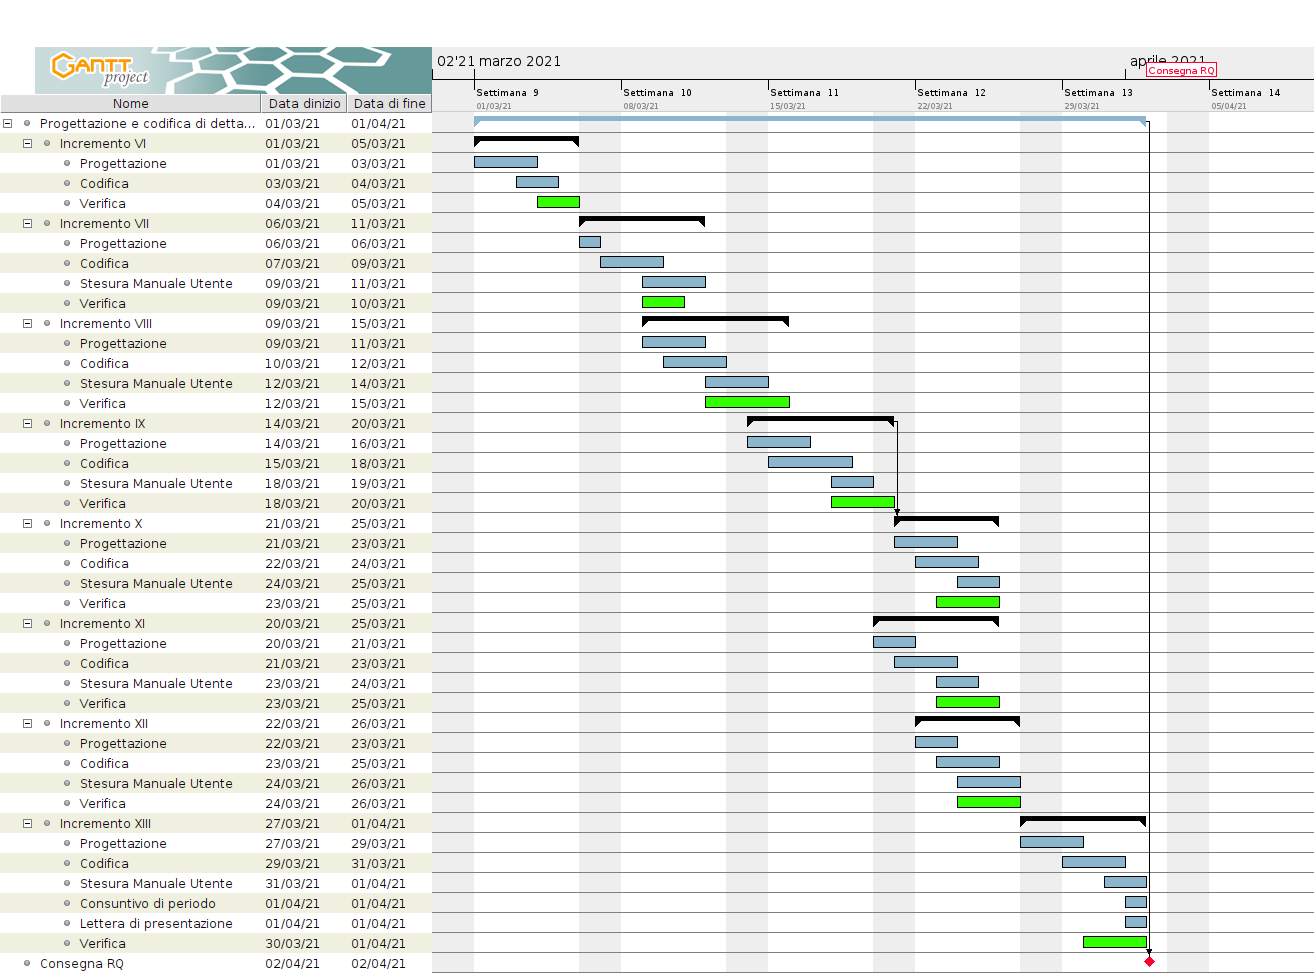 GANTT
project
02'21 marzo 2021
aprile 2021
Consegna RQ
Settimana 9
Settimana 10
Settimana 11
Settimana 12
Settimana 13
Settimana 14
01/03/21
08/03/21
15/03/21
22/03/21
29/03/21
05/04/21
Nome Data dinizio Data di fine
Progettazione e codifica di detta... 01/03/21 01/04/21
Incremento VI 01/03/21 05/03/21
Progettazione 01/03/21 03/03/21
Codifica 03/03/21 04/03/21
Verifica 04/03/21 05/03/21
Incremento VII 06/03/21 11/03/21
Progettazione 06/03/21 06/03/21
Codifica 07/03/21 09/03/21
Stesura Manuale Utente 09/03/21 11/03/21
Verifica 09/03/21 10/03/21
Incremento VIII 09/03/21 15/03/21
Progettazione 09/03/21 11/03/21
Codifica 10/03/21 12/03/21
Stesura Manuale Utente 12/03/21 14/03/21
Verifica 12/03/21 15/03/21
Incremento IX 14/03/21 20/03/21
Progettazione 14/03/21 16/03/21
Codifica 15/03/21 18/03/21
Stesura Manuale Utente 18/03/21 19/03/21
Verifica 18/03/21 20/03/21
Incremento X 21/03/21 25/03/21
Progettazione 21/03/21 23/03/21
Codifica 22/03/21 24/03/21
Stesura Manuale Utente 24/03/21 25/03/21
Verifica 23/03/21 25/03/21
Incremento XI 20/03/21 25/03/21
Progettazione 20/03/21 21/03/21
Codifica 21/03/21 23/03/21
Stesura Manuale Utente 23/03/21 24/03/21
Verifica 23/03/21 25/03/21
Incremento XII 22/03/21 26/03/21
Progettazione 22/03/21 23/03/21
Codifica 23/03/21 25/03/21
Stesura Manuale Utente 24/03/21 26/03/21
Verifica 24/03/21 26/03/21
Incremento XIII 27/03/21 01/04/21
Progettazione 27/03/21 29/03/21
Codifica 29/03/21 31/03/21
Stesura Manuale Utente 31/03/21 01/04/21
Consuntivo di periodo 01/04/21 01/04/21
Lettera di presentazione 01/04/21 01/04/21
Verifica 30/03/21 01/04/21
Consegna RQ 02/04/21 02/04/21